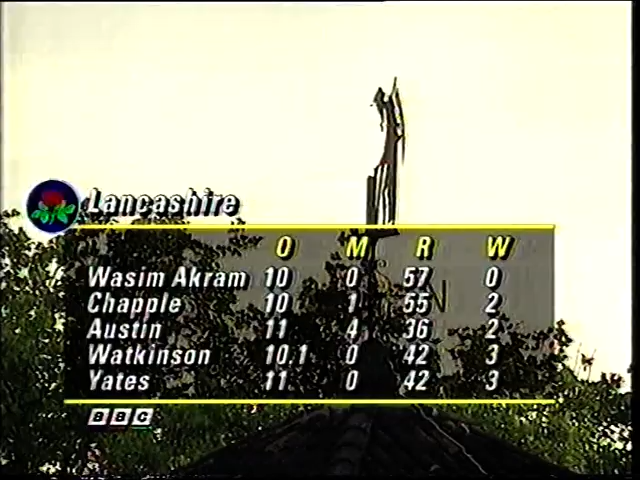 Lancashire
O M R W
Wasim Akram 10 0 57 0
Chapple 10 1 55 2
Austin 11 4 36 2
Watkinson 10.1 0 42 3
Yates 11 0 42 3
BBC